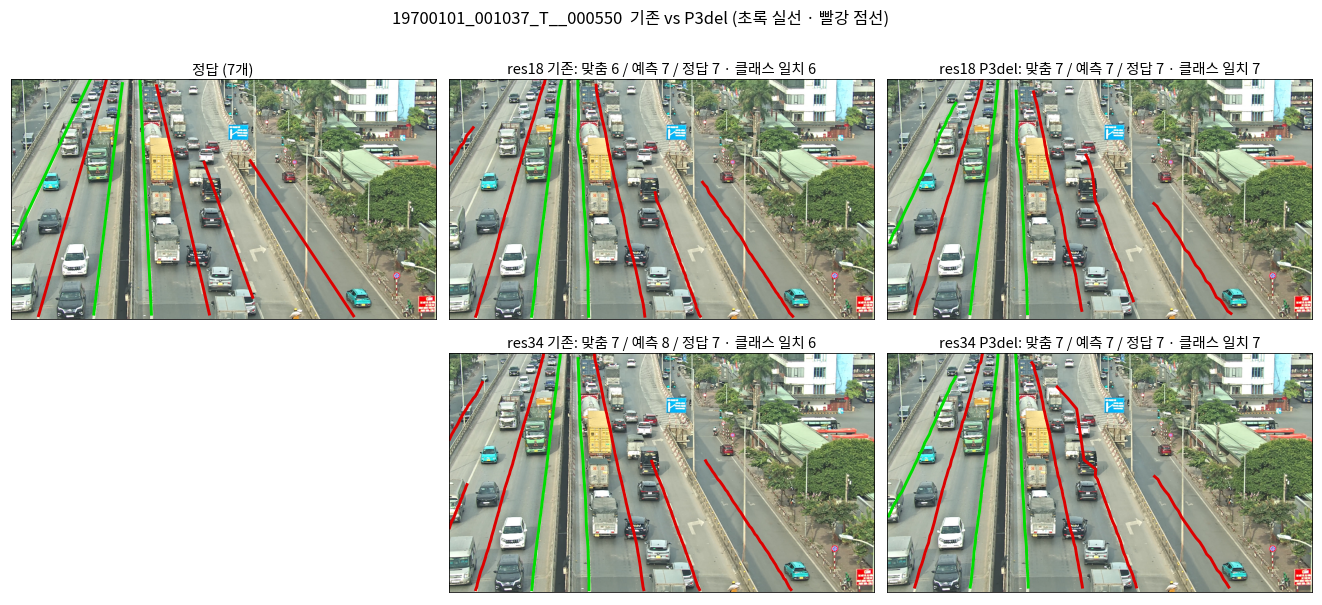 19700101_001037_T__000550 기존 vs P3del (초록 실선 · 빨강 점선)
정답 (7개)
res18 기존: 맞춤 6 / 예측 7 / 정답 7 · 클래스 일치 6
res18 P3del: 맞춤 7 / 예측 7 / 정답 7 · 클래스 일치 7
res34 기존: 맞춤 7 / 예측 8 / 정답 7 · 클래스 일치 6
res34 P3del: 맞춤 7 / 예측 7 / 정답 7 · 클래스 일치 7